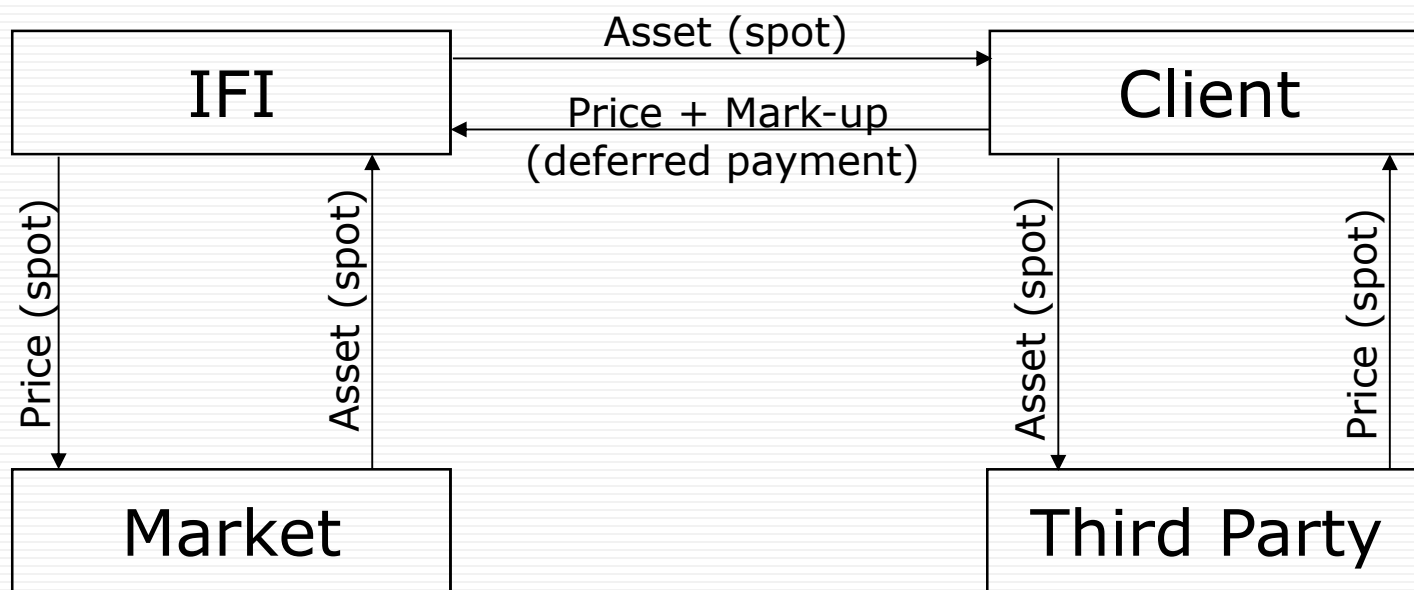 Asset (spot)
IFI
Client
Price + Mark-up
(deferred payment)
Price (spot)
Asset (spot)
Asset (spot)
Price (spot)
Market
Third Party